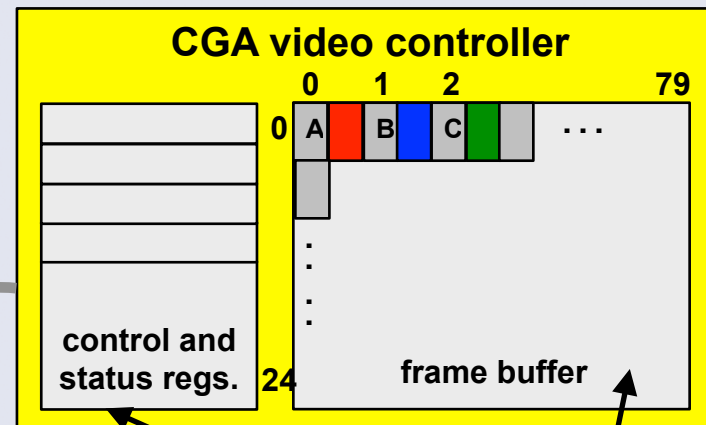 CGA video controller
0 1 2 79
0 A B C . . .
control and
status regs.
24
frame buffer